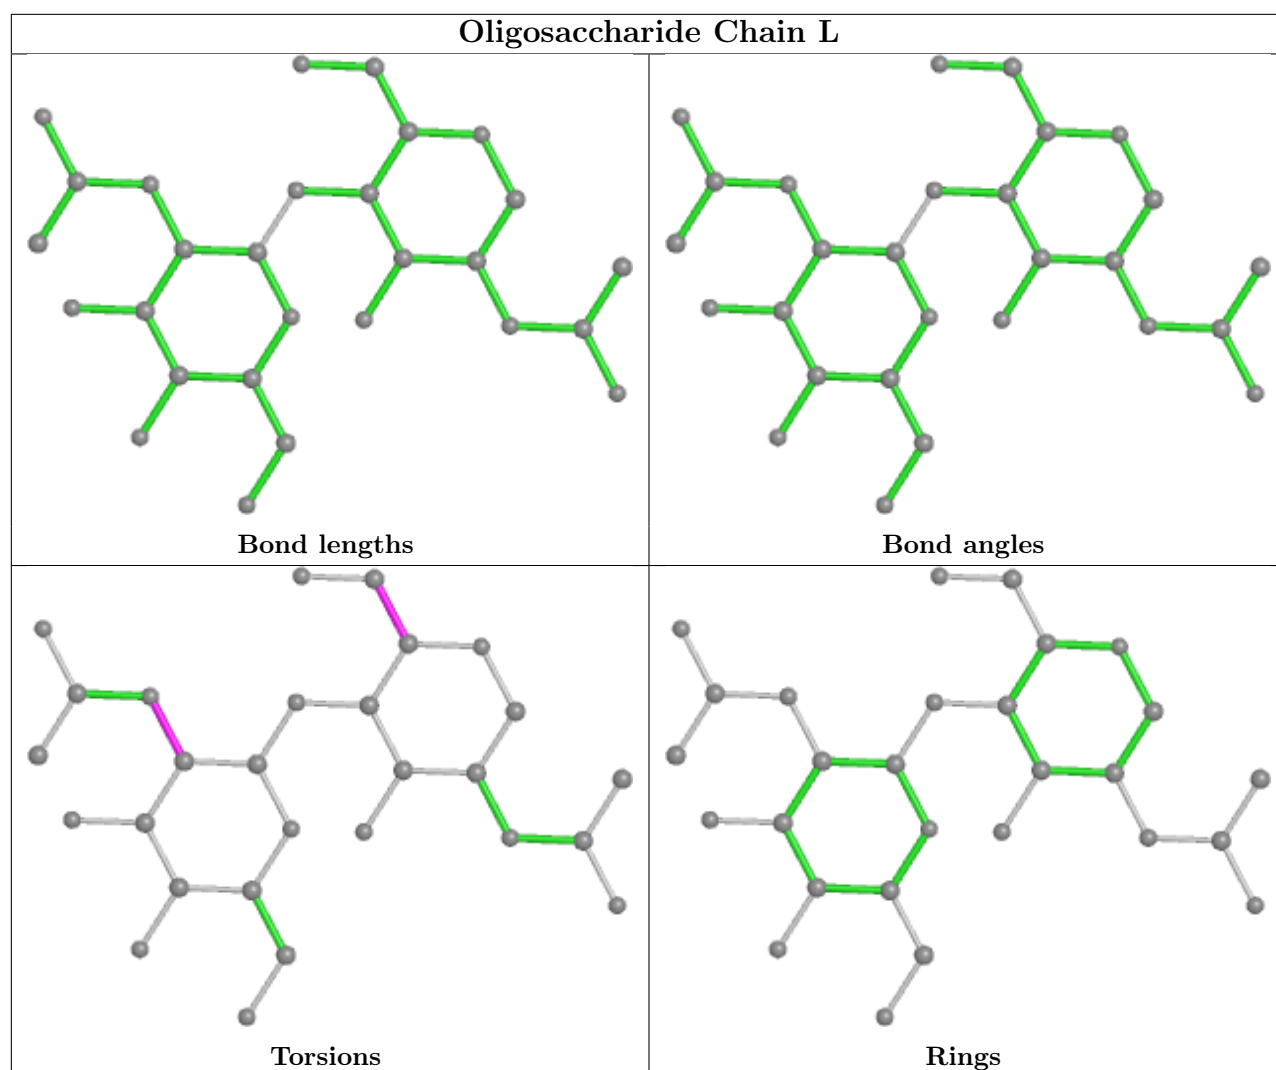 Oligosaccharide Chain L
Bond lengths
Bond angles
Torsions
Rings